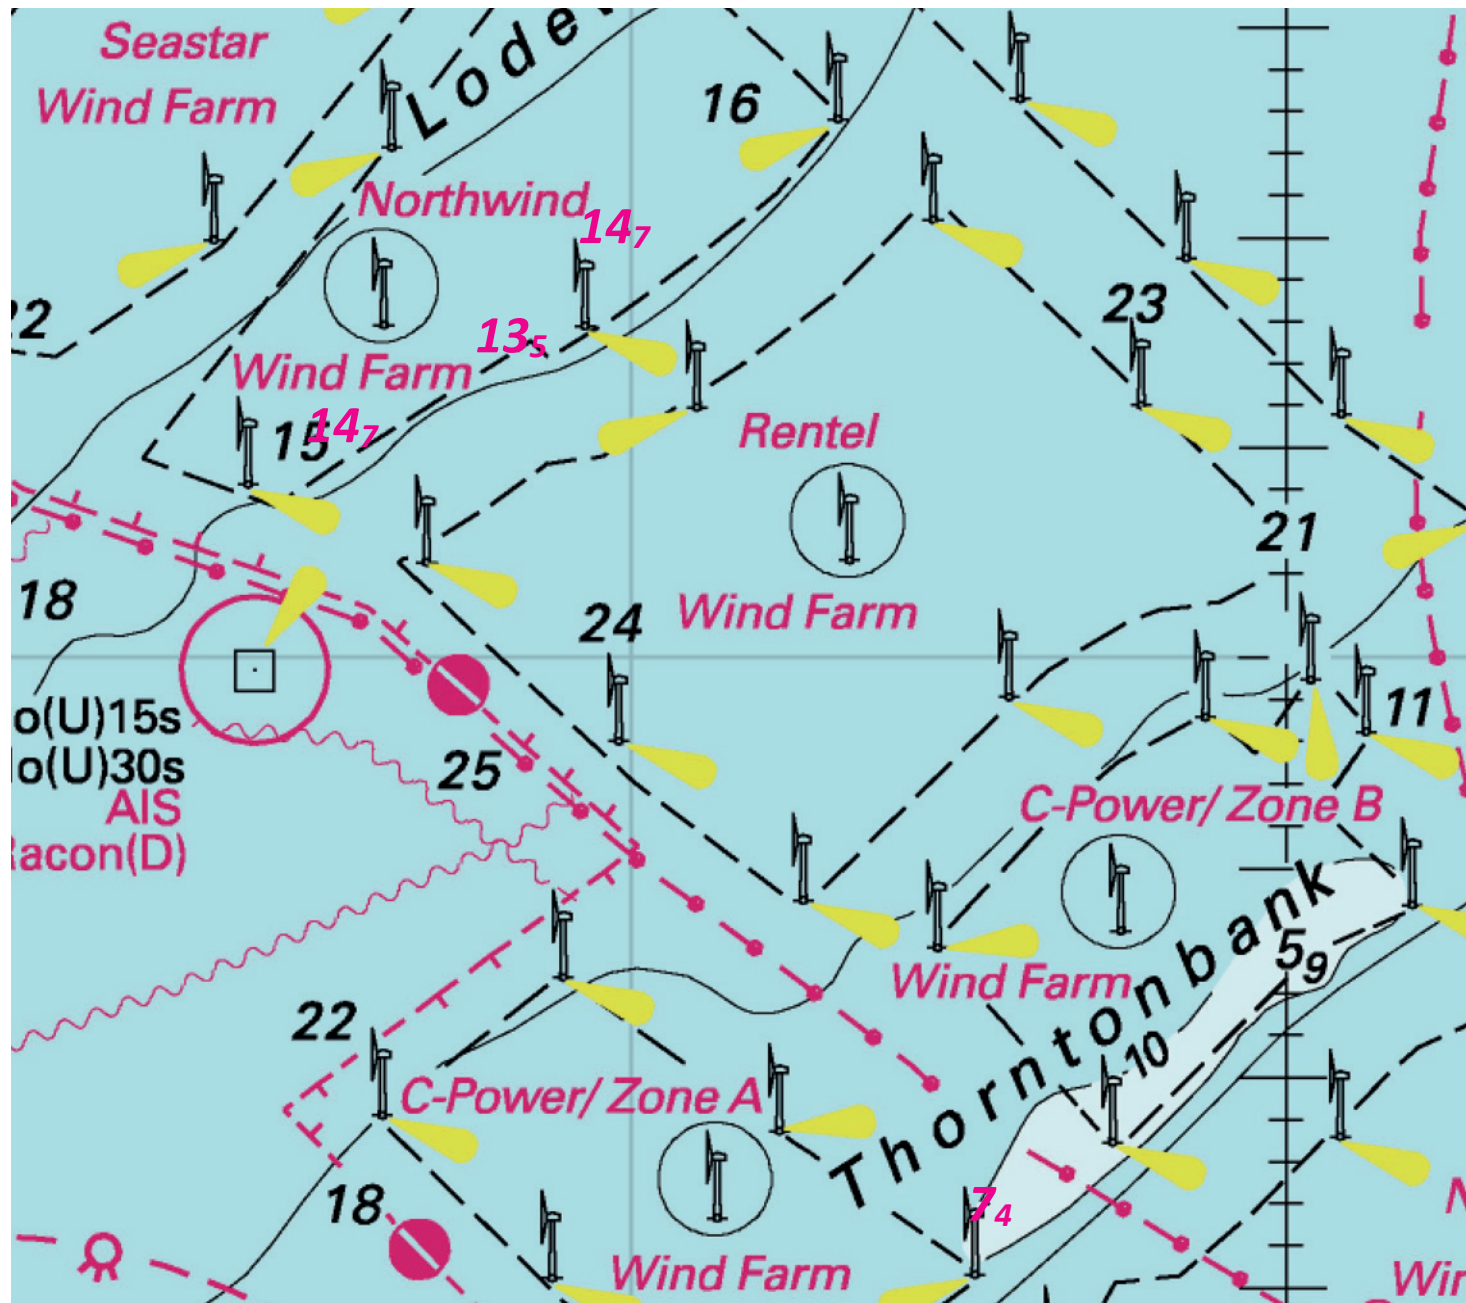 Seastar
Wind Farm
Lode
16
Northwind
14₇
22
13₅
Wind Farm
23
15
14₇
Rentel
21
18
24
Wind Farm
11
o(U)15s
o(U)30s
25
AIS
Racon(D)
C-Power/ Zone B
Thorntonbank
5₉
Wind Farm
22
10
C-Power/ Zone A
18
7₄
Wind Farm